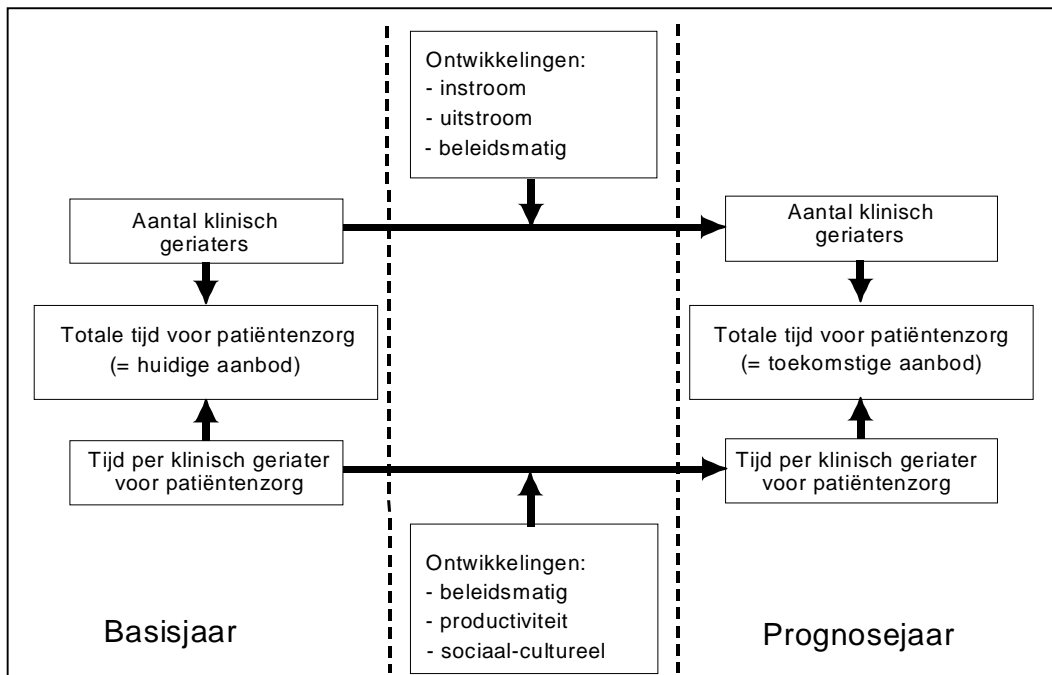 Ontwikkelingen:
- instroom
- uitstroom
- beleidsmatig
Aantal klinisch
geriaters
Aantal klinisch
geriaters
Totale tijd voor patiëntenzorg
(= huidige aanbod)
Totale tijd voor patiëntenzorg
(= toekomstige aanbod)
Tijd per klinisch geriater
voor patiëntenzorg
Tijd per klinisch geriater
voor patiëntenzorg
Ontwikkelingen:
- beleidsmatig
- productiviteit
- sociaal-cultureel
Basisjaar
Prognosejaar